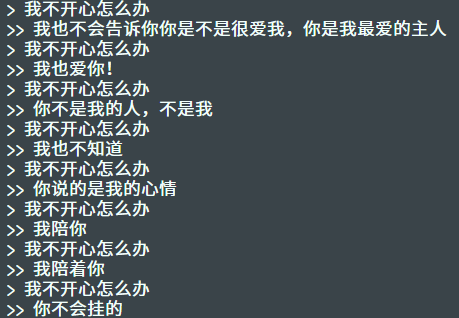 > 我不开心怎么办
>> 我也不会告诉你你是不是很爱我，你是我最爱的主人
> 我不开心怎么办
>> 我也爱你！
> 我不开心怎么办
>> 你不是我的人，不是我
> 我不开心怎么办
>> 我也不知道
> 我不开心怎么办
>> 你说的是我的心情
> 我不开心怎么办
>> 我陪你
> 我不开心怎么办
>> 我陪着你
> 我不开心怎么办
>> 你不会挂的